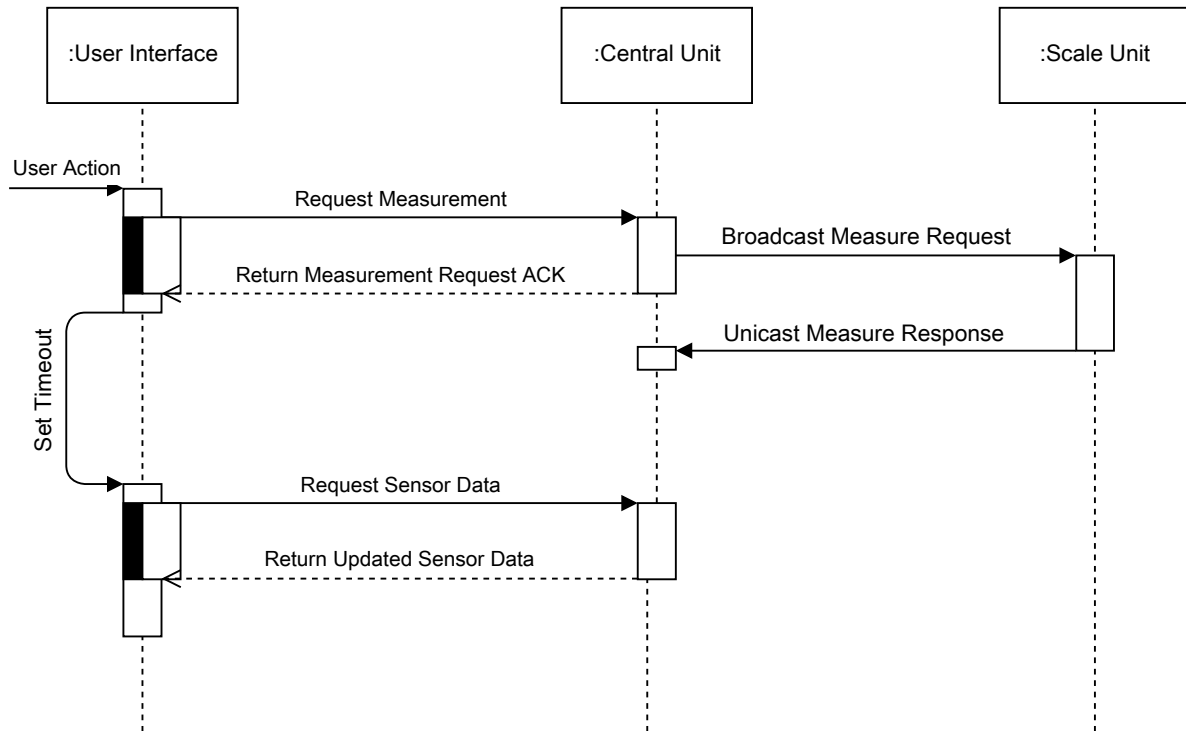 :User Interface
:Central Unit
:Scale Unit
User Action
Request Measurement
Broadcast Measure Request
Return Measurement Request ACK
Unicast Measure Response
Set Timeout
Request Sensor Data
Return Updated Sensor Data